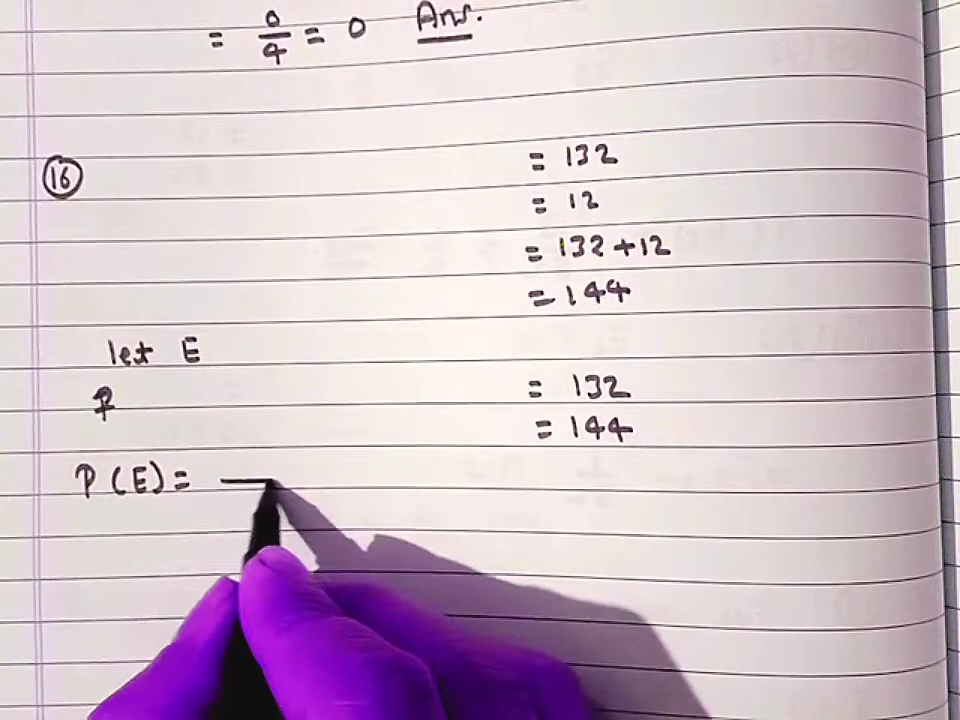 = 0/4 = 0 Ans.
16 = 132
= 12
= 132 + 12
= 144
let E
P = 132
= 144
P(E) =